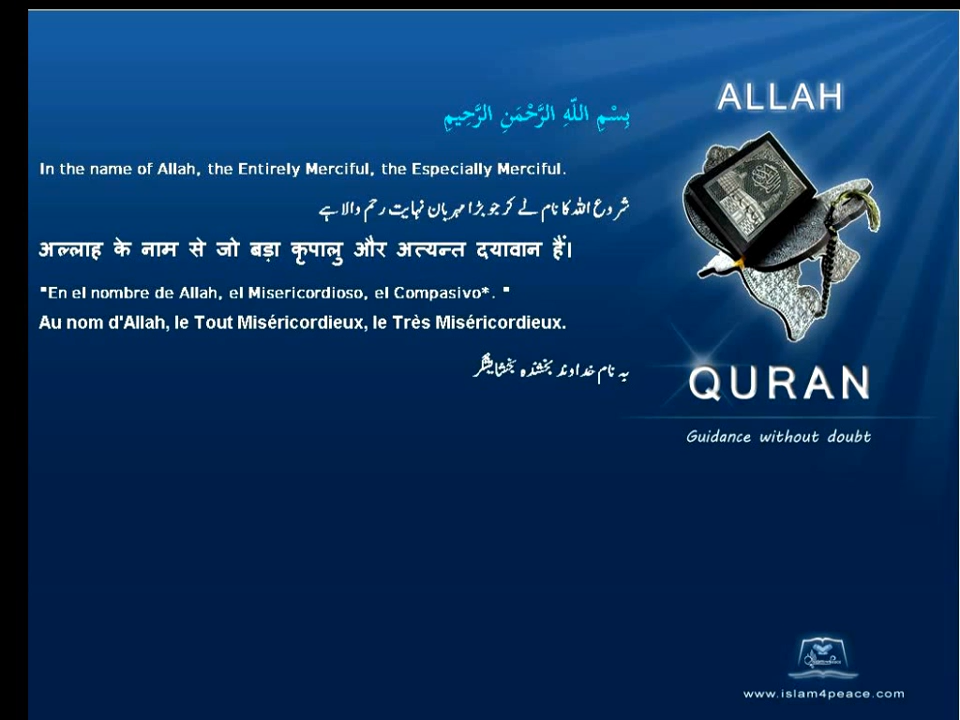 بِسْمِ اللّهِ الرَّحْمَنِ الرَّحِيمِ
In the name of Allah, the Entirely Merciful, the Especially Merciful.
شروع الله کا نام لے کر جو بڑا مہربان نہایت رحم والا ہے
अल्लाह के नाम से जो बड़ा कृपालु और अत्यन्त दयावान हैं।
"En el nombre de Allah, el Misericordioso, el Compasivo*. "
Au nom d'Allah, le Tout Miséricordieux, le Très Miséricordieux.
به نام خداوند بخشنده بخشایشگر
ALLAH
QURAN
Guidance without doubt
www.islam4peace.com